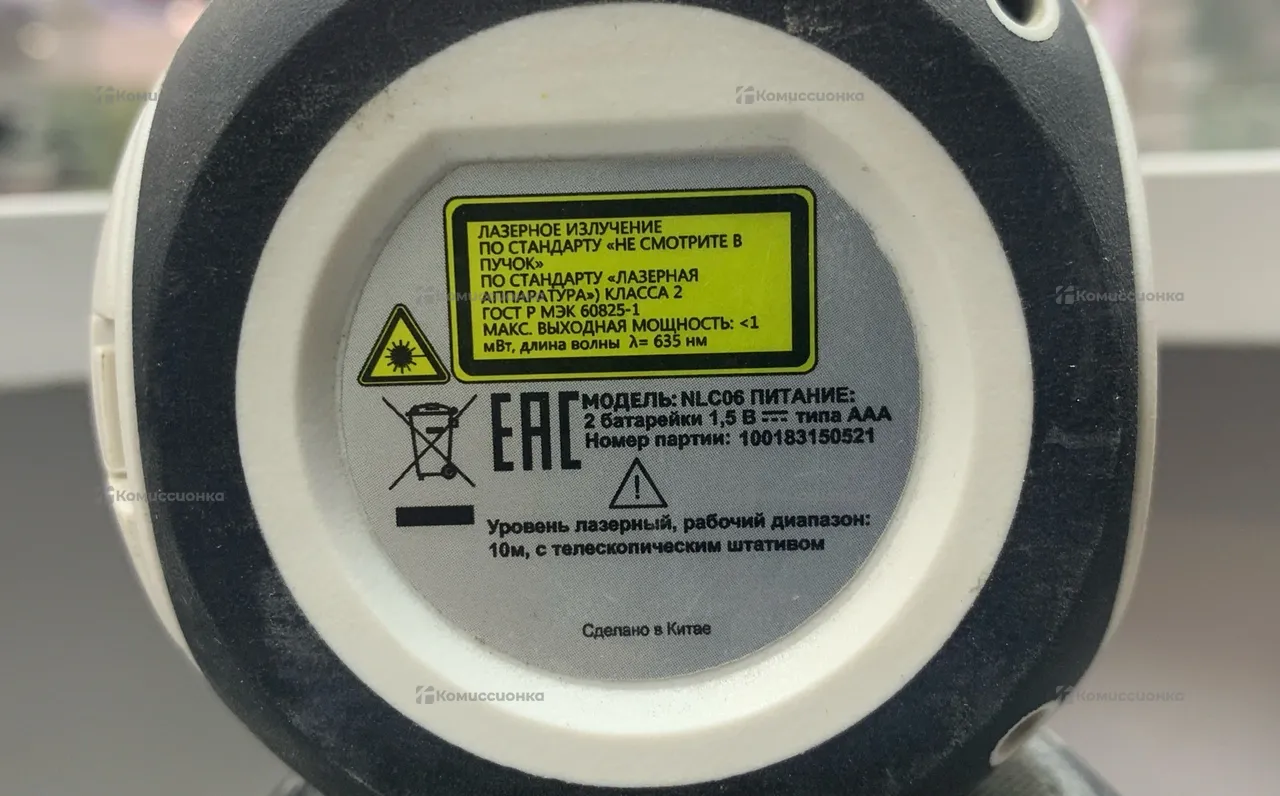 Комиссионка
Комиссионка
ЛАЗЕРНОЕ ИЗЛУЧЕНИЕ
ПО СТАНДАРТУ «НЕ СМОТРИТЕ В
ПУЧОК»
ПО СТАНДАРТУ «ЛАЗЕРНАЯ
АППАРАТУРА») КЛАССА 2
ГОСТ Р МЭК 60825-1
МАКС. ВЫХОДНАЯ МОЩНОСТЬ: <1
мВт, длина волны λ= 635 нм
EAC
МОДЕЛЬ: NLC06 ПИТАНИЕ:
2 батарейки 1,5 В ⎓ типа ААА
Номер партии: 100183150521
Комиссионка
Уровень лазерный, рабочий диапазон:
10м, с телескопическим штативом
Сделано в Китае
Комиссионка
Комиссионка